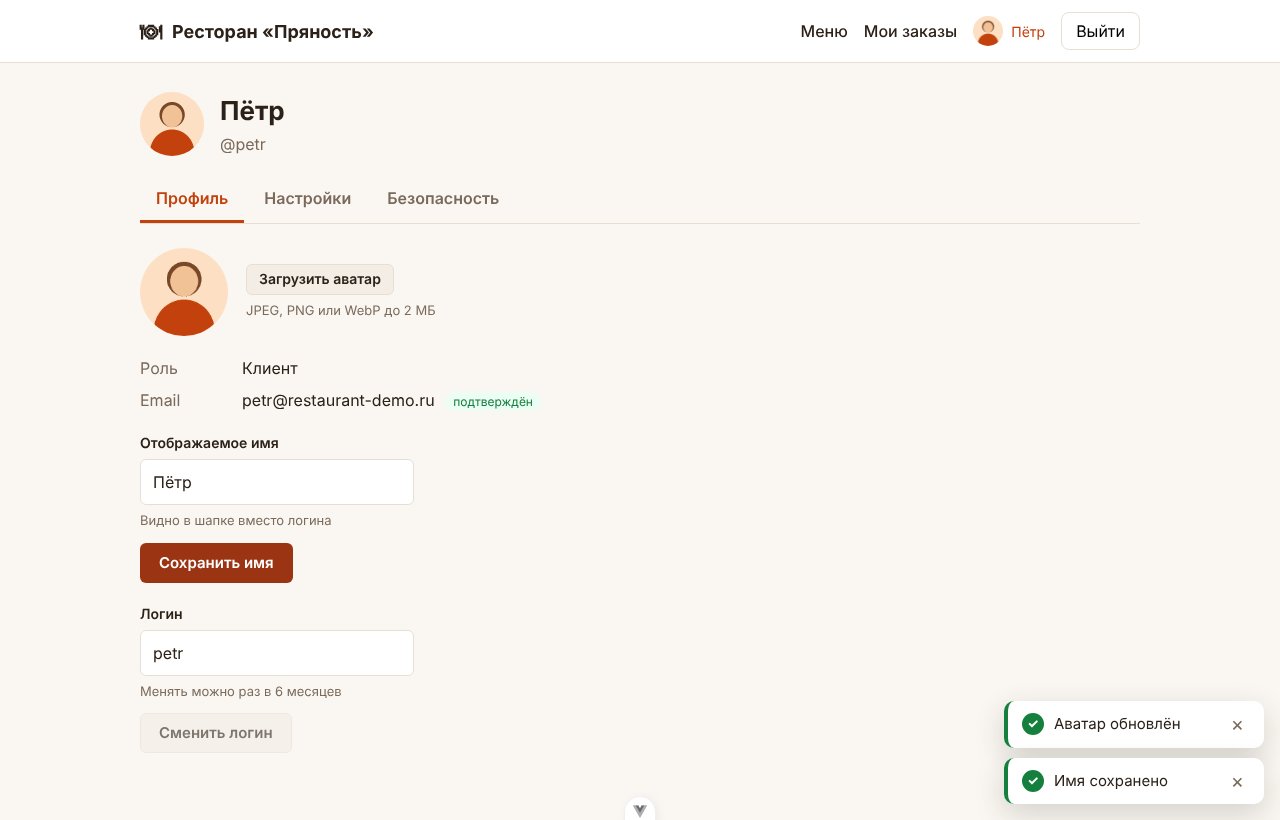 Ресторан «Пряность»
Меню Мои заказы Пётр Выйти
Пётр
@petr
Профиль Настройки Безопасность
Загрузить аватар
JPEG, PNG или WebP до 2 МБ
Роль Клиент
Email petr@restaurant-demo.ru подтверждён
Отображаемое имя
Пётр
Видно в шапке вместо логина
Сохранить имя
Логин
petr
Менять можно раз в 6 месяцев
Сменить логин
Аватар обновлён
Имя сохранено